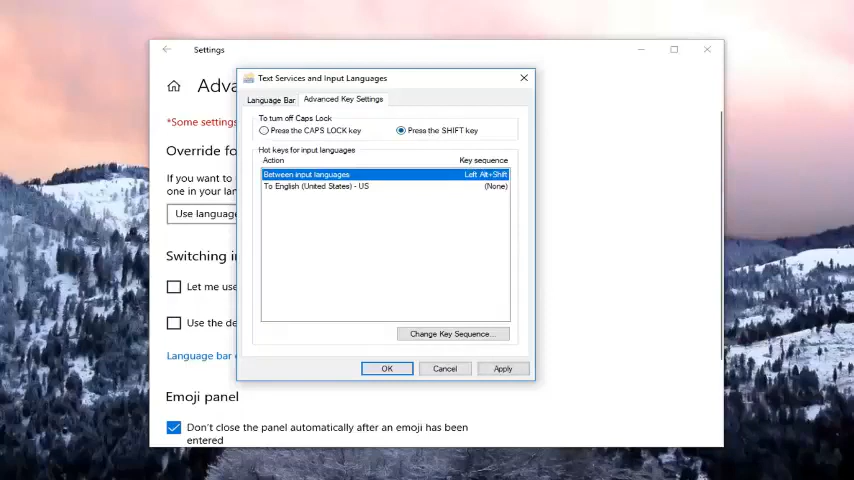 Settings
Text Services and Input Languages
Language Bar
Advanced Key Settings
*Some settings
To turn off Caps Lock
Press the CAPS LOCK key
Press the SHIFT key
Override fo
Hot keys for input languages
Action
Key sequence
If you want
Between input languages
Left Alt+Shift
one in your lan
To English (United States) - US
(None)
Use languag
Switching i
Let me use
Use the de
Change Key Sequence...
Language bar
OK
Cancel
Apply
Emoji panel
Don't close the panel automatically after an emoji has been
entered